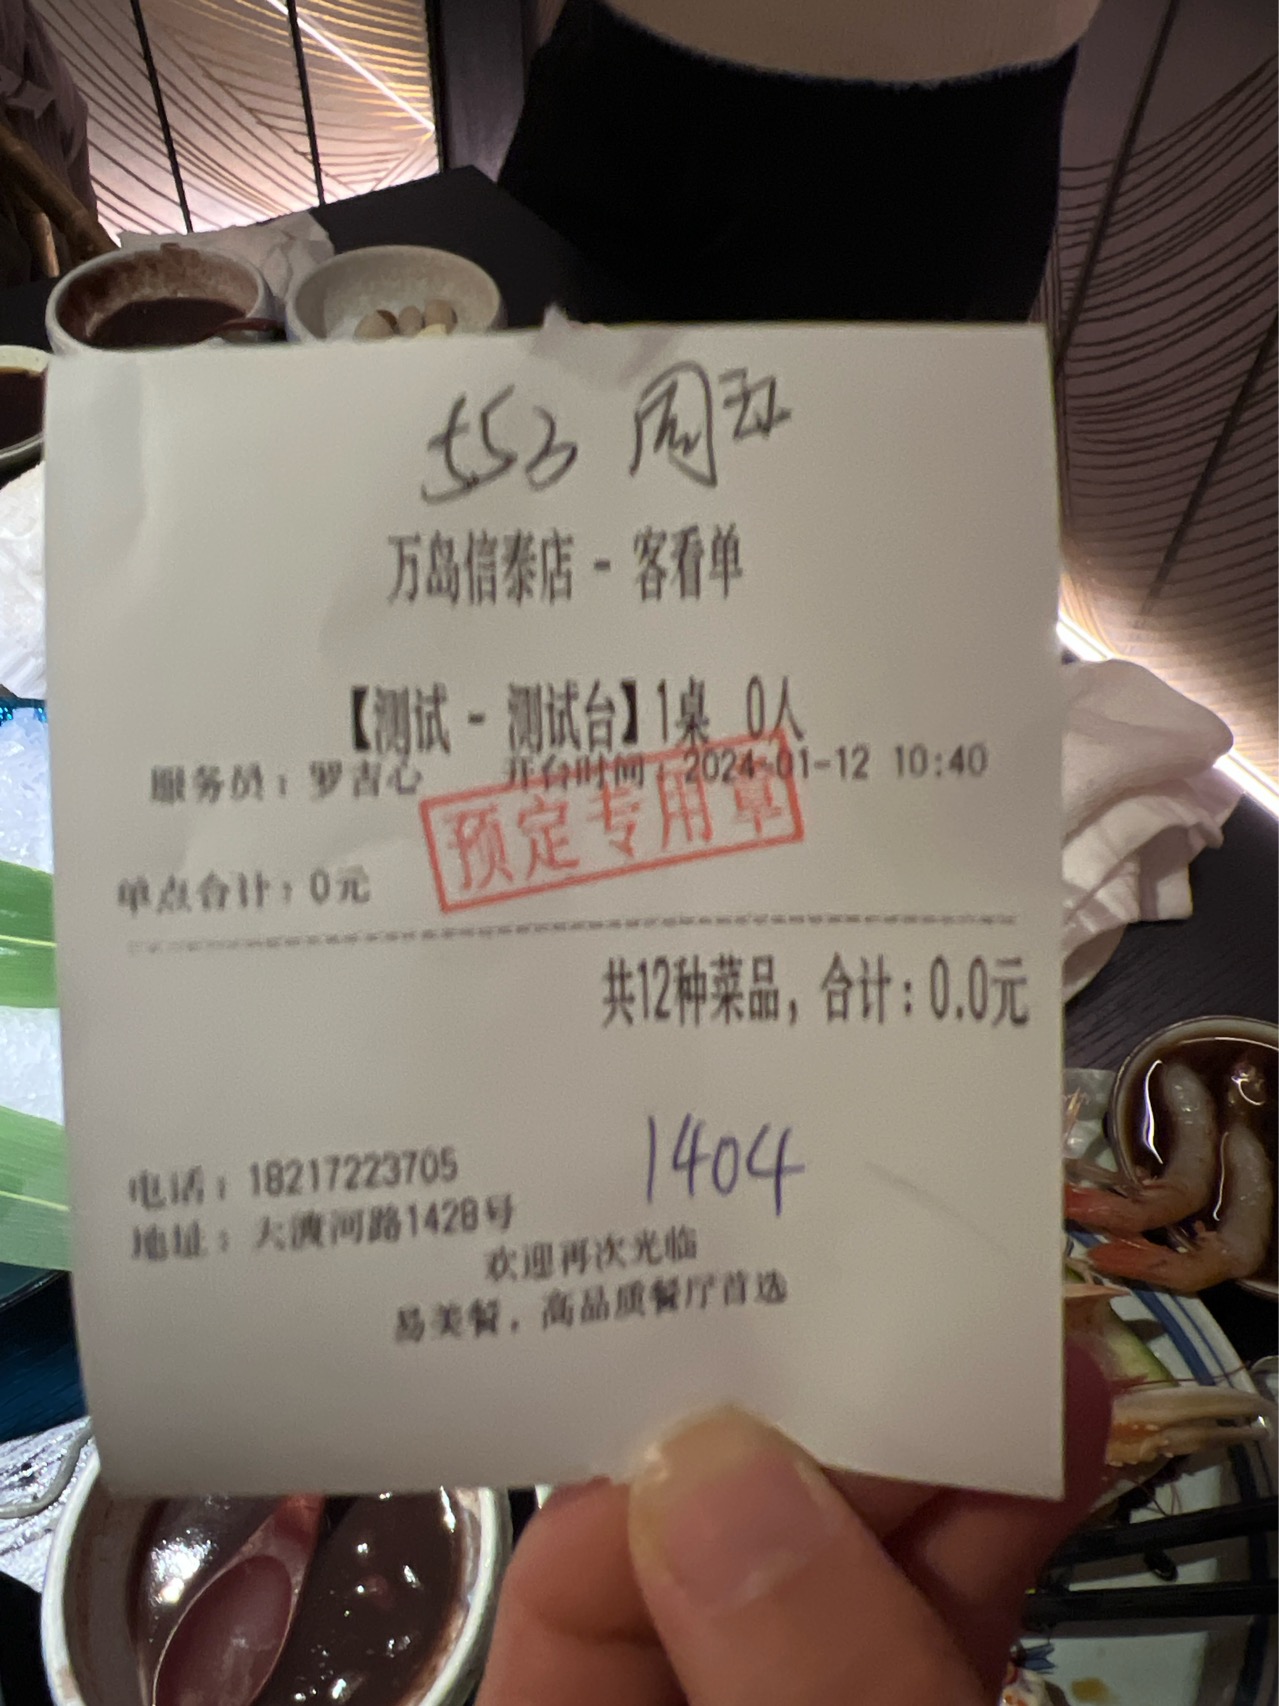 万岛信泰店 - 客看单
【测试 - 测试台】1桌 0人
服务员：罗吉心 开台时间：2024-01-12 10:40
预定专用章
单点合计：0元
共12种菜品，合计：0.0元
1404
电话：18217223705
地址：大渡河路1428号
欢迎再次光临
易美餐，高品质餐厅首选